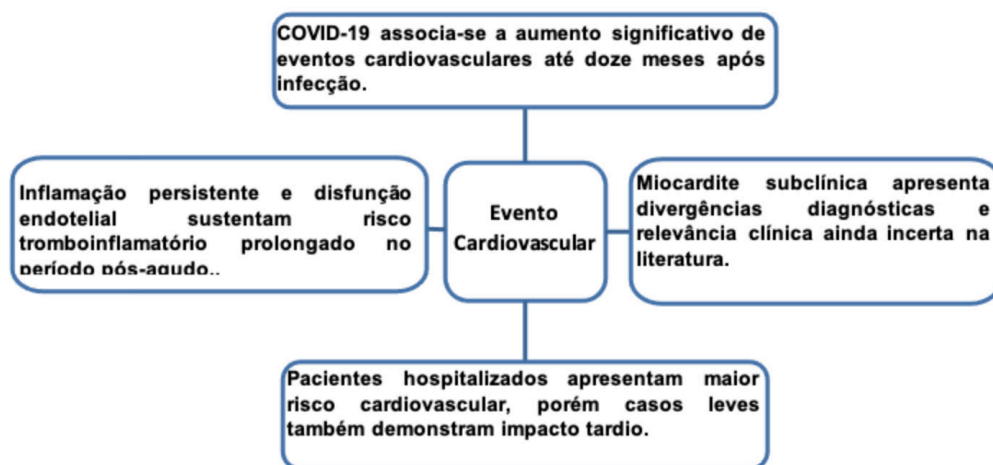 COVID-19 associa-se a aumento significativo de
eventos cardiovasculares até doze meses após
infecção.
Inflamação persistente e disfunção
endotelial sustentam risco
tromboinflamatório prolongado no
período pós-agudo..
Evento
Cardiovascular
Miocardite subclínica apresenta
divergências diagnósticas e
relevância clínica ainda incerta na
literatura.
Pacientes hospitalizados apresentam maior
risco cardiovascular, porém casos leves
também demonstram impacto tardio.